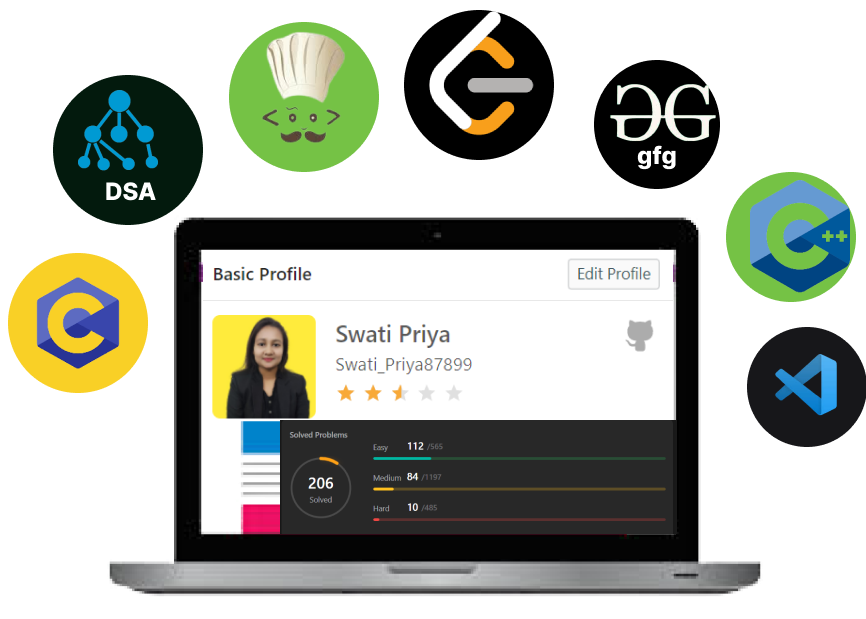 DSA
gfg
C
C++
Basic Profile
Edit Profile
Swati Priya
Swati_Priya87899
Solved Problems
206
Solved
Easy 112 /565
Medium 84 /1197
Hard 10 /485